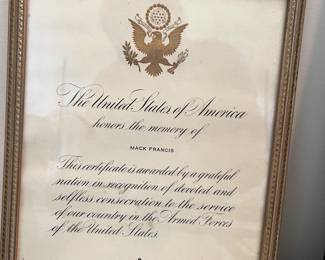 The United States of America
honors the memory of
MACK FRANCIS
This certificate is awarded by a grateful
nation in recognition of devoted and
selfless consecration to the service
of our country in the Armed Forces
of the United States.